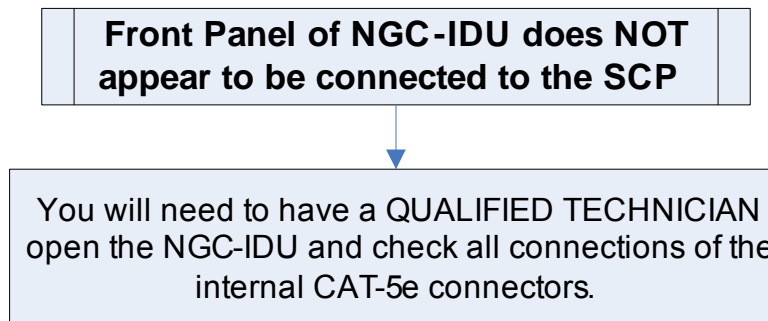 Front Panel of NGC-IDU does NOT
appear to be connected to the SCP
You will need to have a QUALIFIED TECHNICIAN
open the NGC-IDU and check all connections of the
internal CAT-5e connectors.